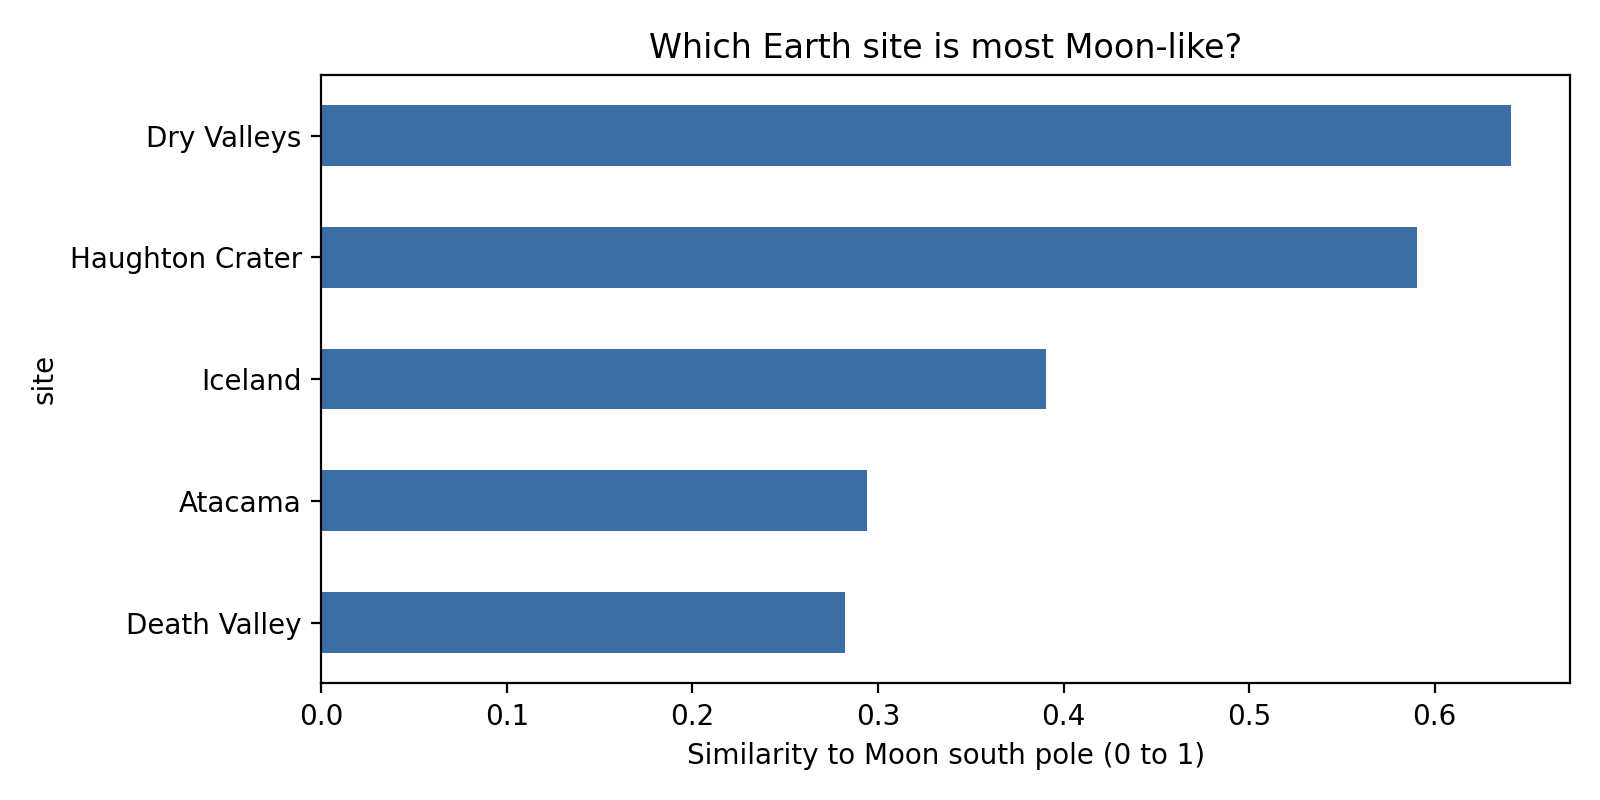 Which Earth site is most Moon-like?
Dry Valleys
Haughton Crater
Iceland
Atacama
Death Valley
site
0.0 0.1 0.2 0.3 0.4 0.5 0.6
Similarity to Moon south pole (0 to 1)